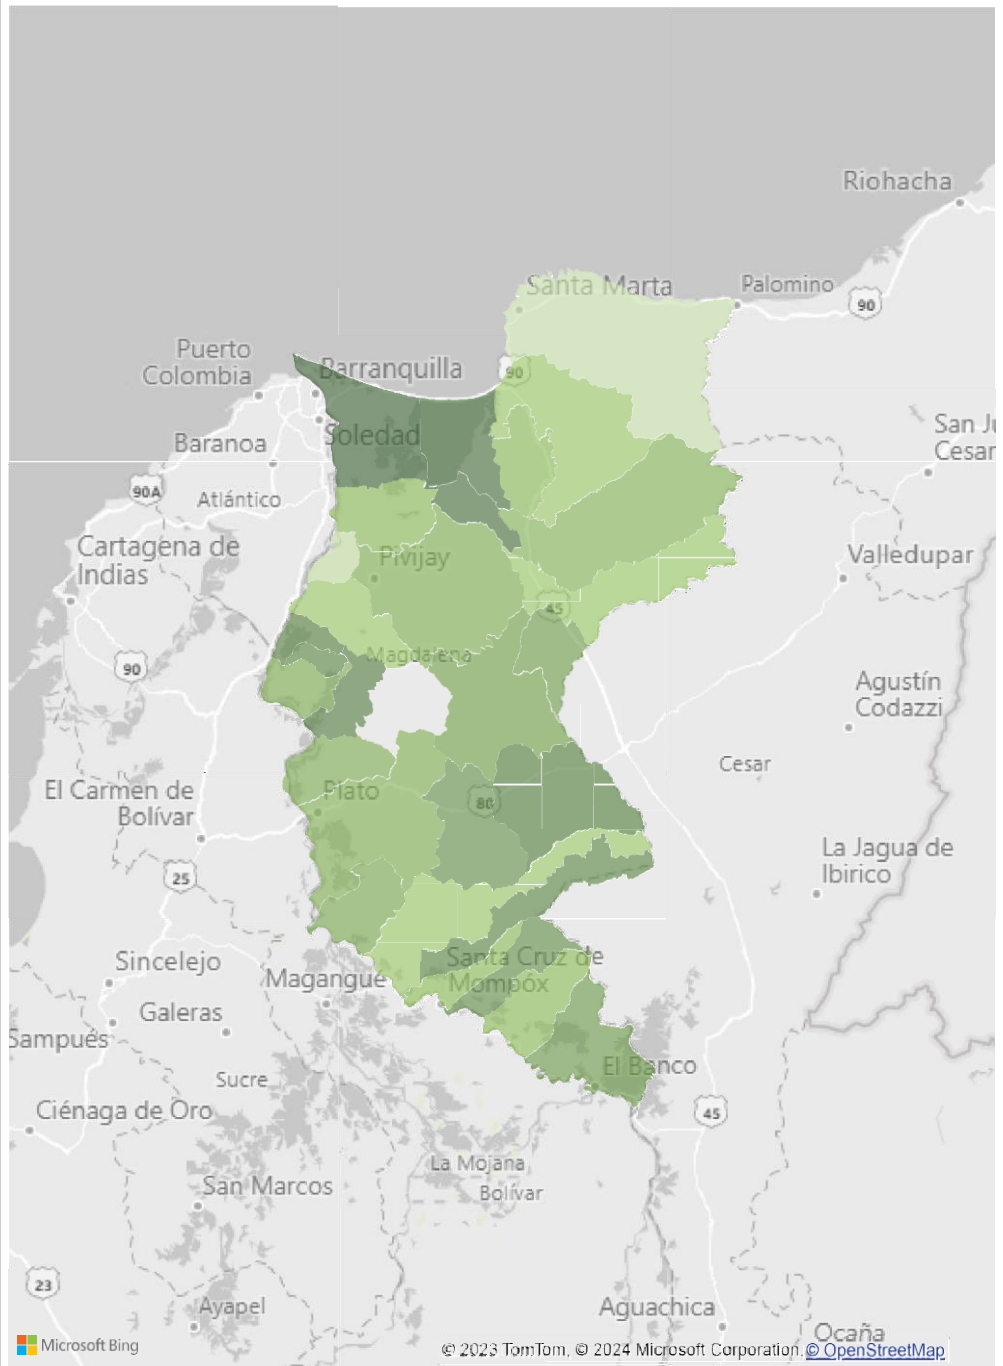 Riohacha
Santa Marta
Palomino
90
Puerto
Colombia
Barranquilla
90
Soledad
Baranoa
San Ju
Cesar
90A
Atlántico
Cartagena de
Indias
Pivijay
Valledupar
45
90
Magdalena
Agustín
Codazzi
Cesar
El Carmen de
Bolívar
Plato
80
La Jagua de
Ibirico
25
Sincelejo
Santa Cruz de
Mompóx
Magangué
Galeras
Sampués
El Banco
Sucre
Ciénaga de Oro
45
La Mojana
San Marcos
Bolívar
23
Ayapel
Aguachica
Ocaña
Microsoft Bing
© 2023 TomTom, © 2024 Microsoft Corporation, © OpenStreetMap